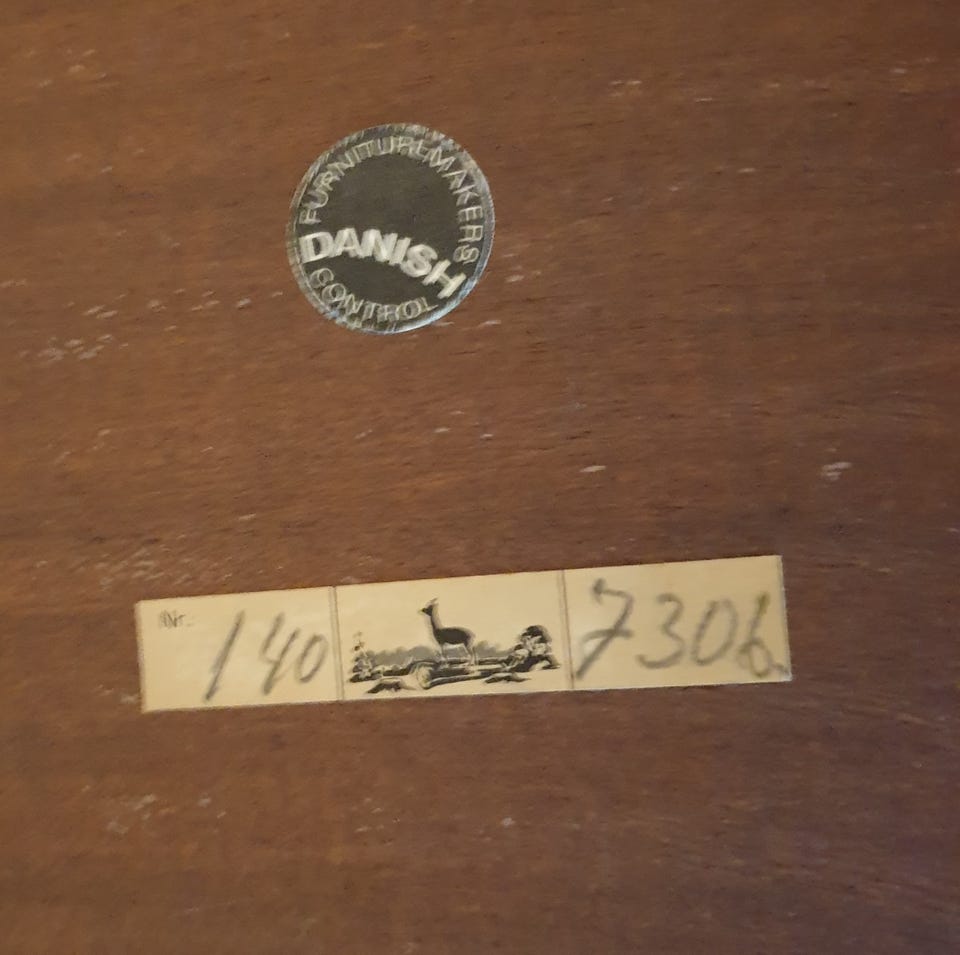 FURNITUREMAKERS
DANISH
CONTROL
Nr. 140 7306.